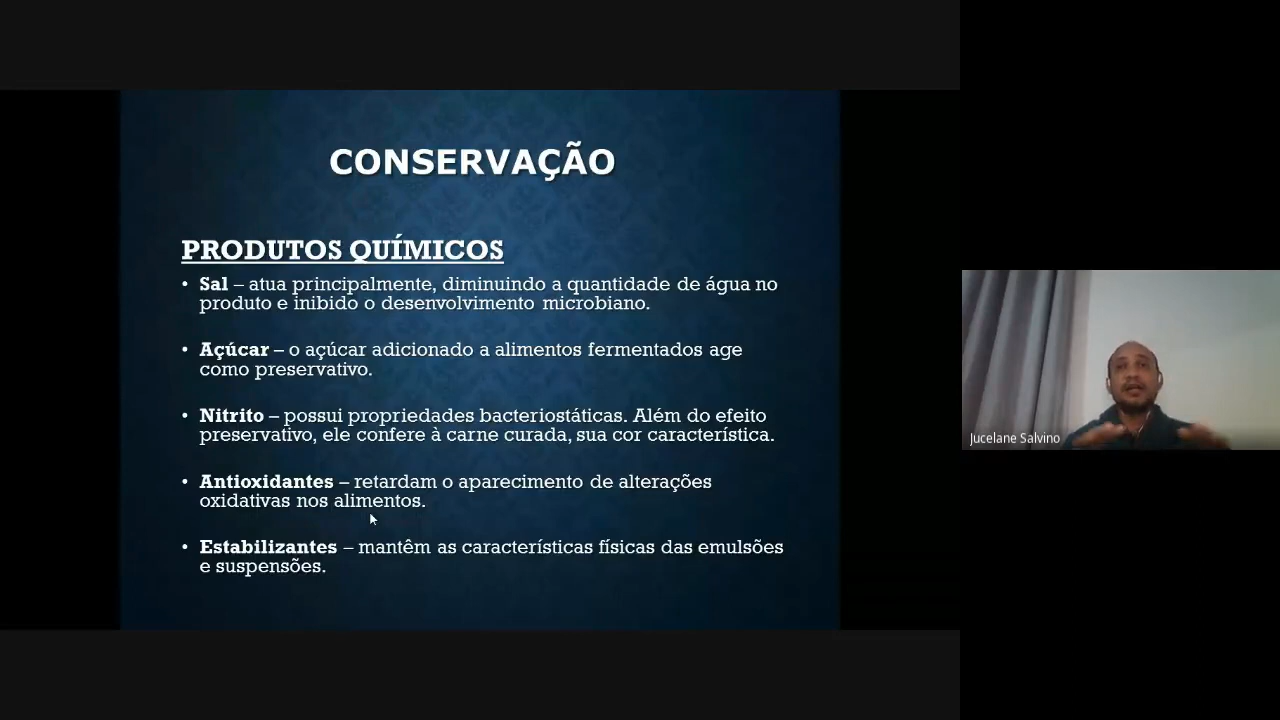 CONSERVAÇÃO
PRODUTOS QUÍMICOS
• Sal – atua principalmente, diminuindo a quantidade de água no
produto e inibido o desenvolvimento microbiano.
• Açúcar – o açúcar adicionado a alimentos fermentados age
como preservativo.
• Nitrito – possui propriedades bacteriostáticas. Além do efeito
preservativo, ele confere à carne curada, sua cor característica.
• Antioxidantes – retardam o aparecimento de alterações
oxidativas nos alimentos.
• Estabilizantes – mantêm as características físicas das emulsões
e suspensões.
Jucelane Salvino